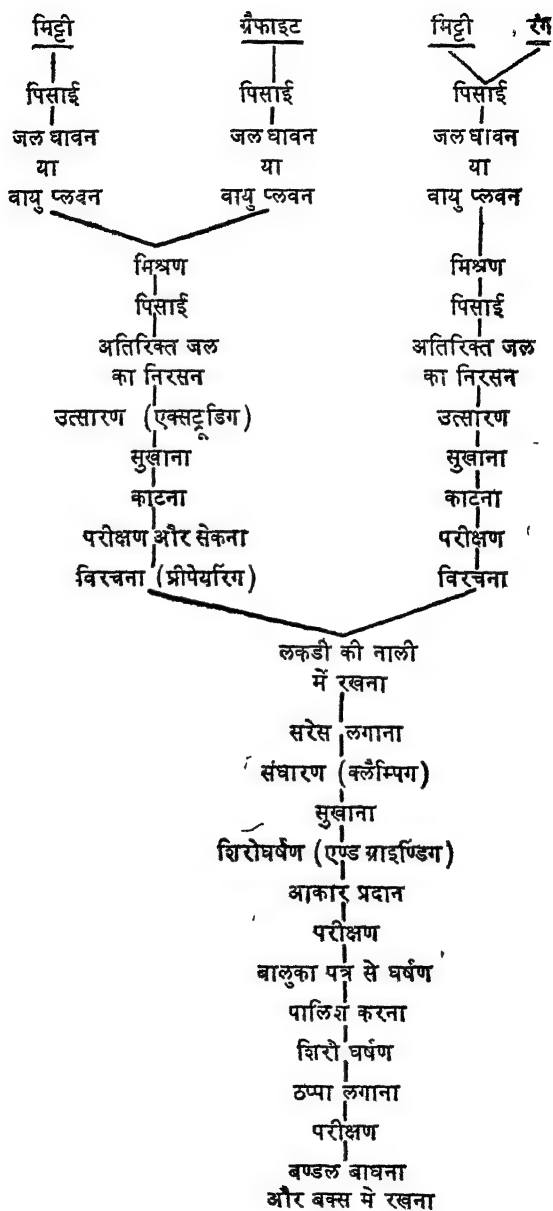 मिट्टी ग्रैफाइट मिट्टी , रंग
पिसाई पिसाई पिसाई
जल धावन जल धावन जल धावन
या या या
वायु प्लवन वायु प्लवन वायु प्लवन
मिश्रण मिश्रण
पिसाई पिसाई
अतिरिक्त जल अतिरिक्त जल
का निरसन का निरसन
उत्सारण (एक्सट्रूडिग) उत्सारण
सुखाना सुखाना
काटना काटना
परीक्षण और सेकना परीक्षण
विरचना (प्रीपेयरिंग) विरचना
लकडी की नाली
में रखना
सरेस लगाना
संधारण (क्लैम्पिग)
सुखाना
शिरोघर्षण (एण्ड ग्राइण्डिग)
आकार प्रदान
परीक्षण
बालुका पत्र से घर्षण
पालिश करना
शिरो घर्षण
ठप्पा लगाना
परीक्षण
बण्डल बाघना
और बक्स मे रखना